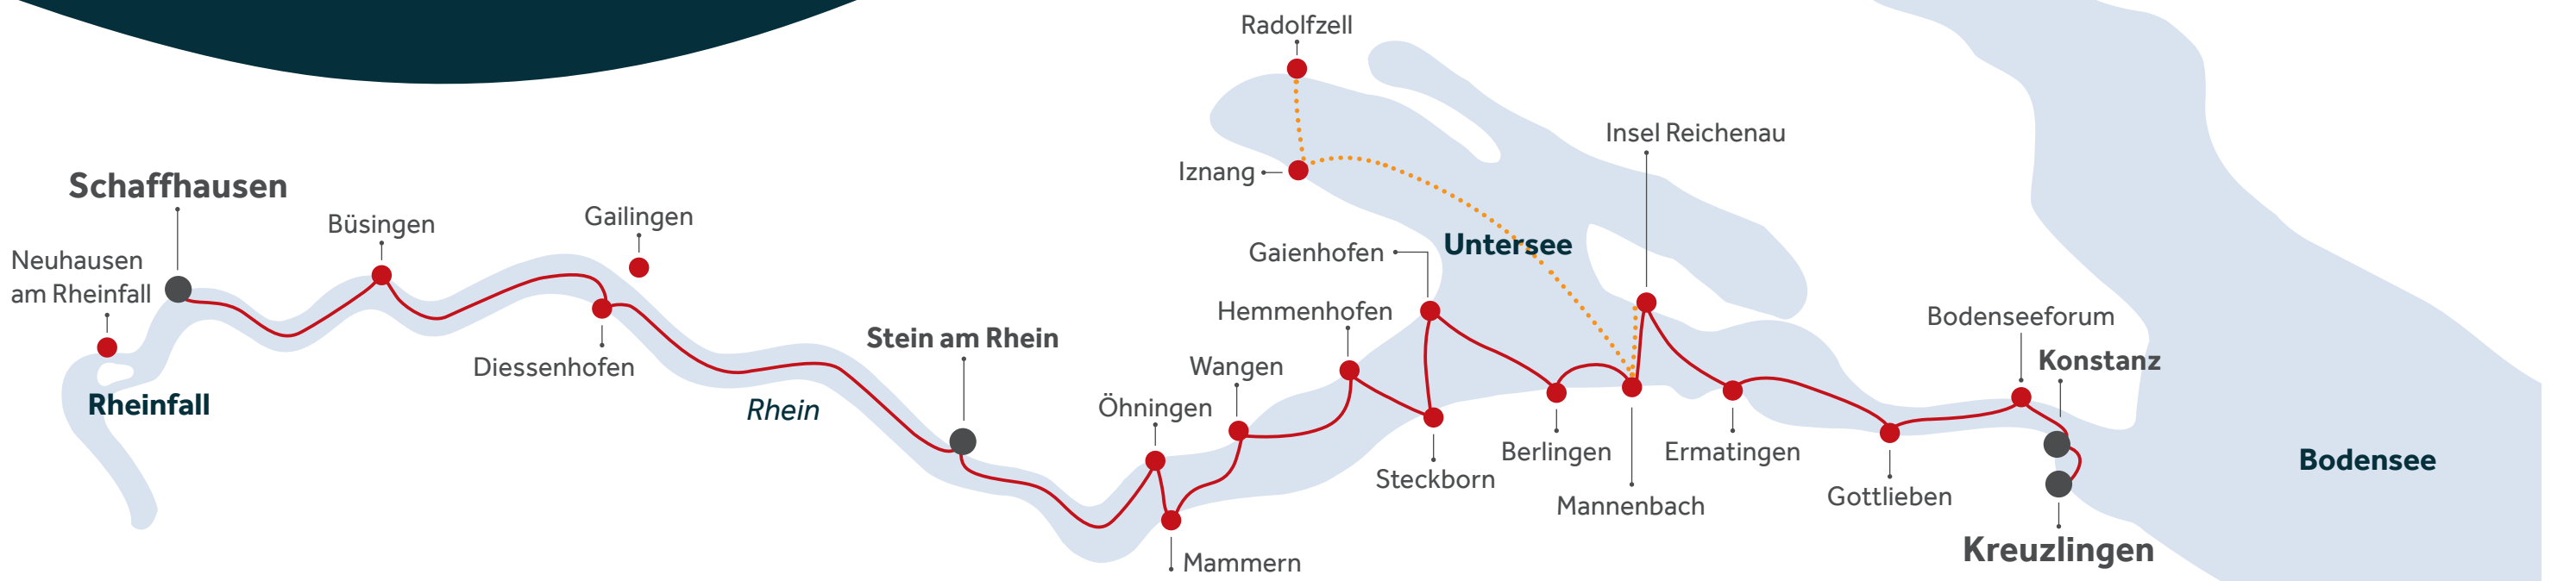 Radolfzell
Insel Reichenau
Iznang
Schaffhausen
Gailingen
Büsingen
Untersee
Gaienhofen
Neuhausen
am Rheinfall
Hemmenhofen
Bodenseeforum
Stein am Rhein
Konstanz
Wangen
Diessenhofen
Rheinfall
Öhningen
Rhein
Berlingen
Ermatingen
Bodensee
Steckborn
Gottlieben
Mannenbach
Kreuzlingen
Mammern